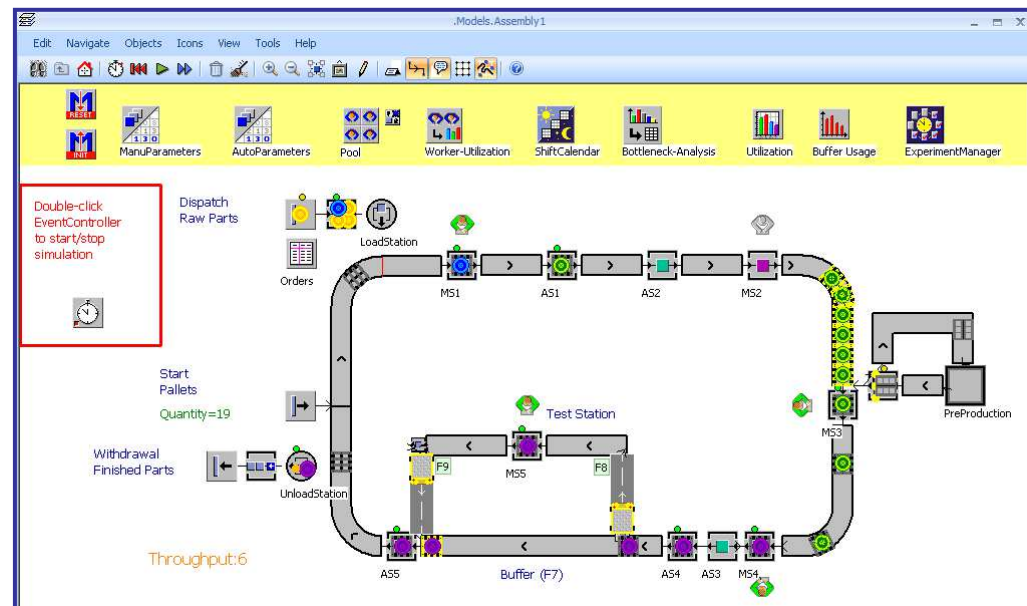 .Models.Assembly1
Edit Navigate Objects Icons View Tools Help
RESET
INIT
ManuParameters
AutoParameters
Pool
Worker-Utilization
ShiftCalendar
Bottleneck-Analysis
Utilization
Buffer Usage
ExperimentManager
Double-click
EventController
to start/stop
simulation
Dispatch
Raw Parts
LoadStation
Orders
MS1
AS1
AS2
MS2
Start
Pallets
Quantity=19
PreProduction
MS3
Test Station
Withdrawal
Finished Parts
F9
MS5
F8
UnloadStation
Throughput:6
AS5
Buffer (F7)
AS4
AS3
MS4